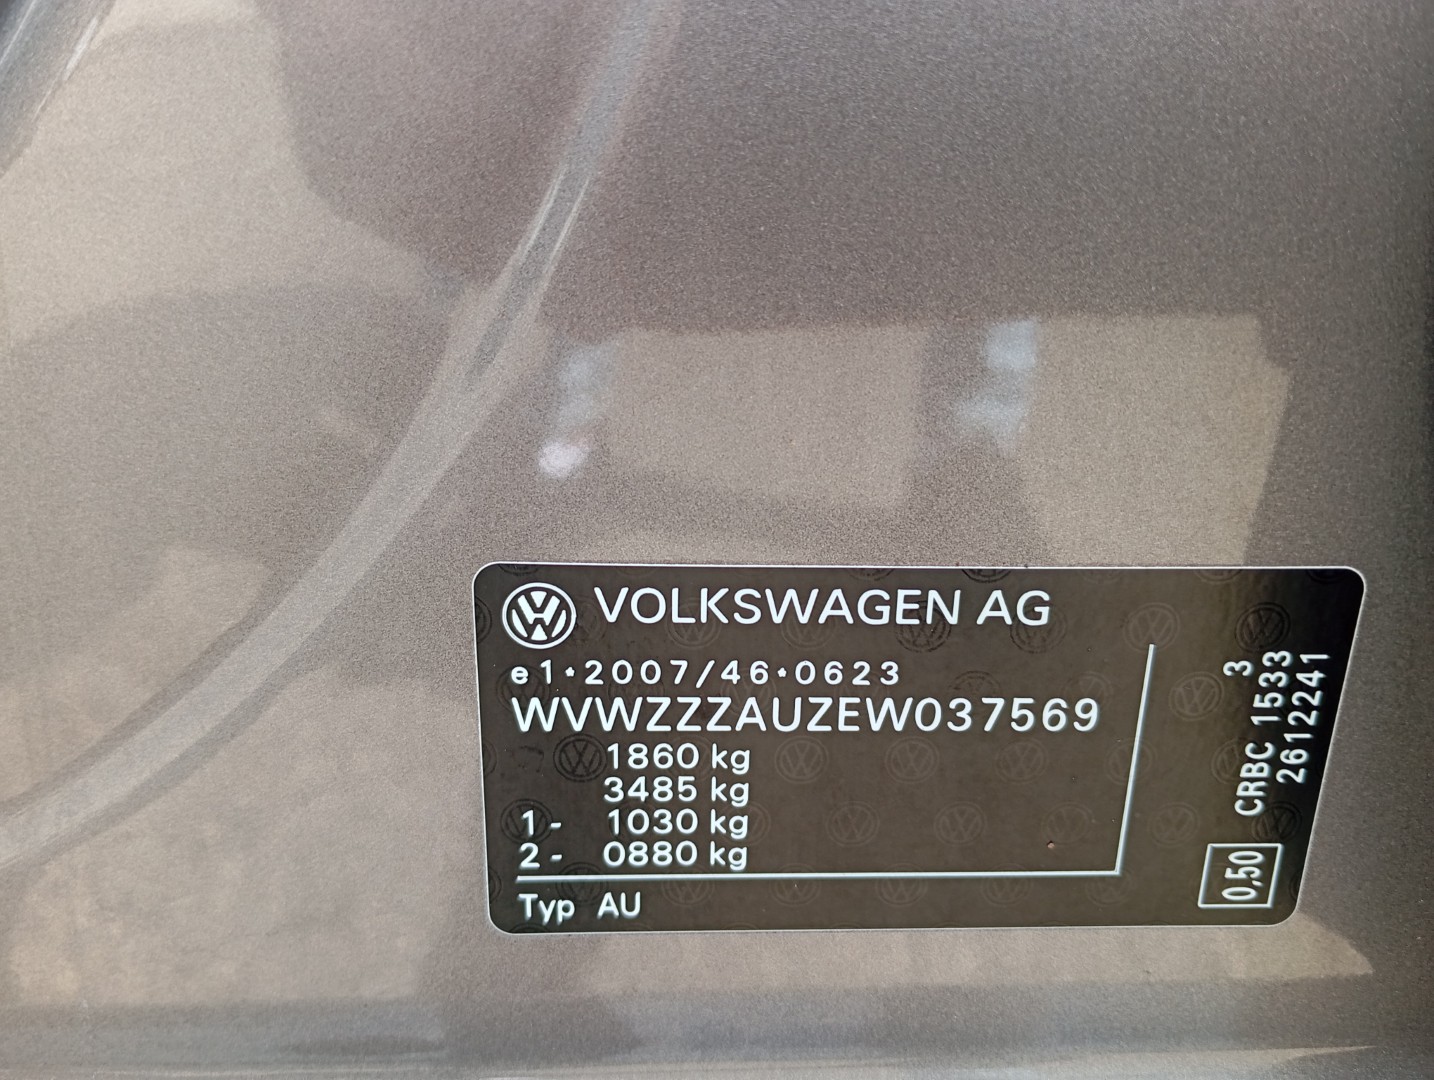 VOLKSWAGEN AG
e1*2007/46*0623
WVWZZZAUZEW037569
1860 kg
3485 kg
1- 1030 kg
2- 0880 kg
Typ AU
3
CRBC 1533
2612241
0,50